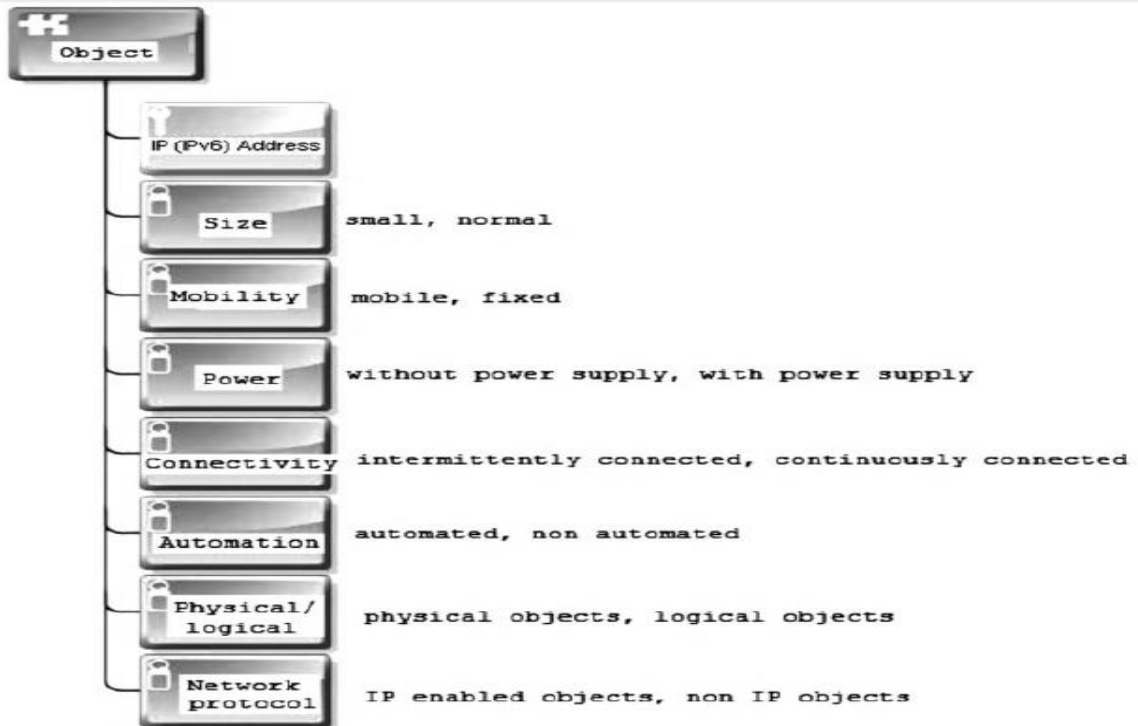 Object
IP (IPv6) Address
Size
small, normal
Mobility
mobile, fixed
Power
without power supply, with power supply
Connectivity
intermittently connected, continuously connected
Automation
automated, non automated
Physical/
logical
physical objects, logical objects
Network
protocol
IP enabled objects, non IP objects